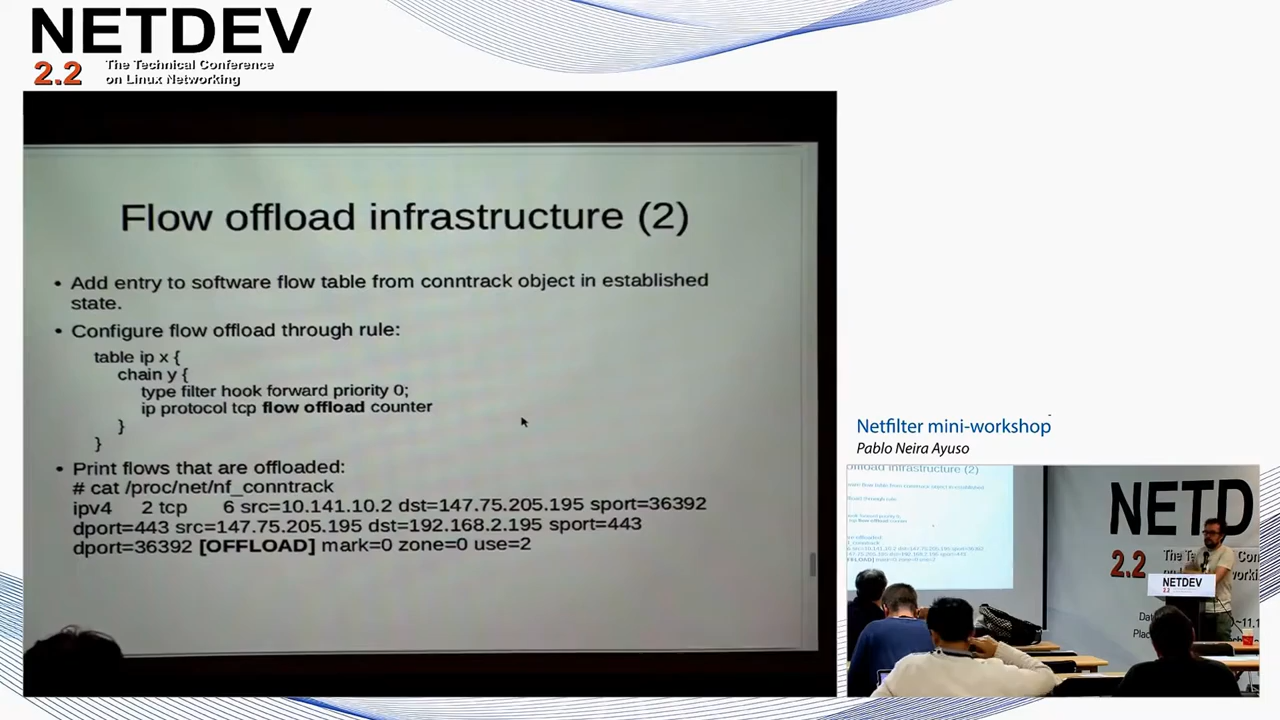 NETDEV
2.2
The Technical Conference
on Linux Networking
Flow offload infrastructure (2)
• Add entry to software flow table from conntrack object in established
state.
• Configure flow offload through rule:
table ip x {
chain y {
type filter hook forward priority 0;
ip protocol tcp flow offload counter
}
}
• Print flows that are offloaded:
# cat /proc/net/nf_conntrack
ipv4 2 tcp 6 src=10.141.10.2 dst=147.75.205.195 sport=36392
dport=443 src=147.75.205.195 dst=192.168.2.195 sport=443
dport=36392 [OFFLOAD] mark=0 zone=0 use=2
Netfilter mini-workshop
Pablo Neira Ayuso
NETD
2.2
NETDEV
2.2